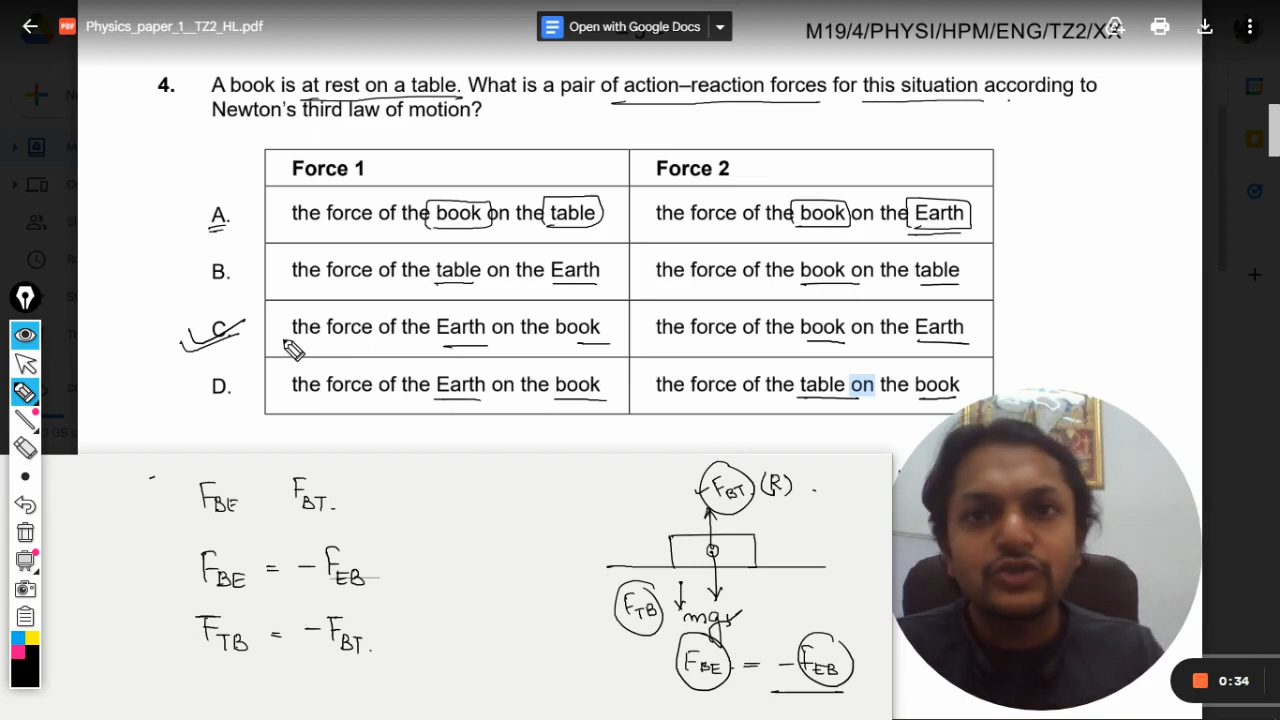 Physics_paper_1__TZ2_HL.pdf
Open with Google Docs
M19/4/PHYSI/HPM/ENG/TZ2/XX
4. A book is at rest on a table. What is a pair of action–reaction forces for this situation according to
Newton's third law of motion?
Force 1 Force 2
A. the force of the book on the table the force of the book on the Earth
B. the force of the table on the Earth the force of the book on the table
C. the force of the Earth on the book the force of the book on the Earth
D. the force of the Earth on the book the force of the table on the book
F_BE F_BT.
F_BE = -F_EB
F_TB = -F_BT.
F_BT (R)
F_TB mg
F_BE = -F_EB
0:34